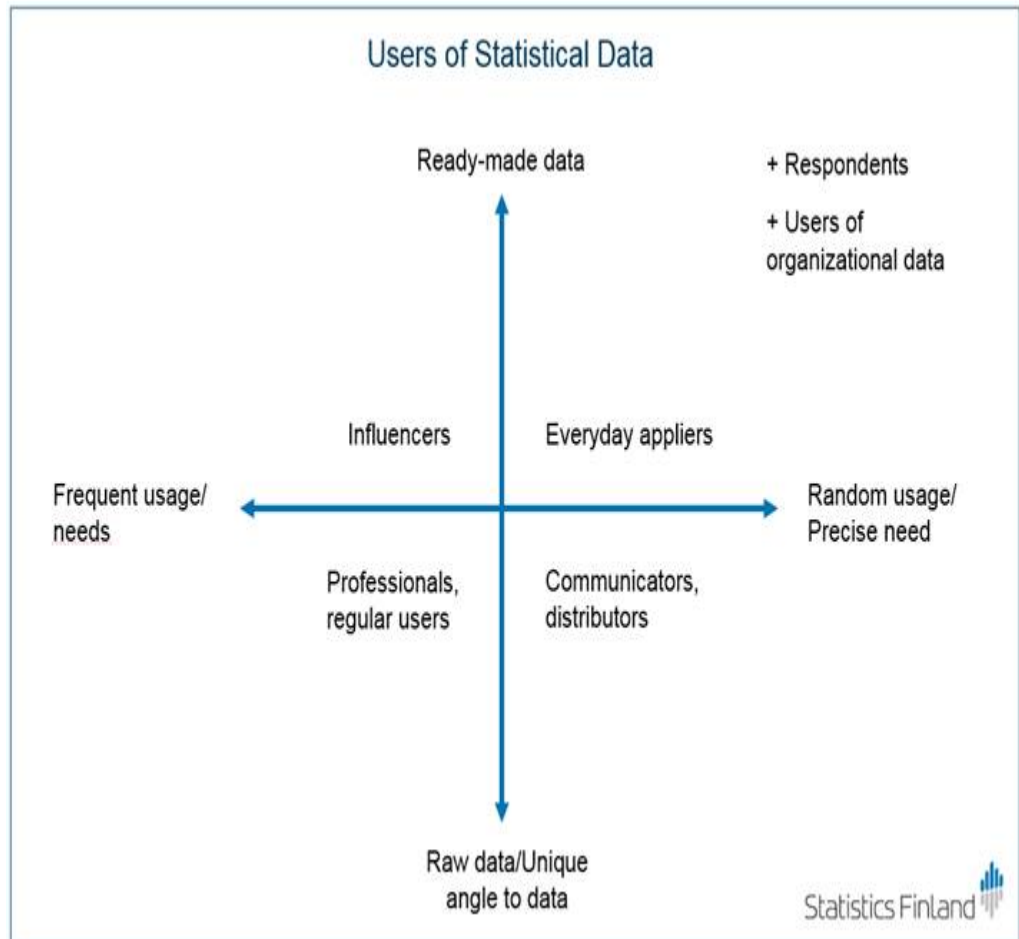 Users of Statistical Data
Ready-made data
+ Respondents
+ Users of
organizational data
Influencers
Everyday appliers
Frequent usage/
needs
Random usage/
Precise need
Professionals,
regular users
Communicators,
distributors
Raw data/Unique
angle to data
Statistics Finland